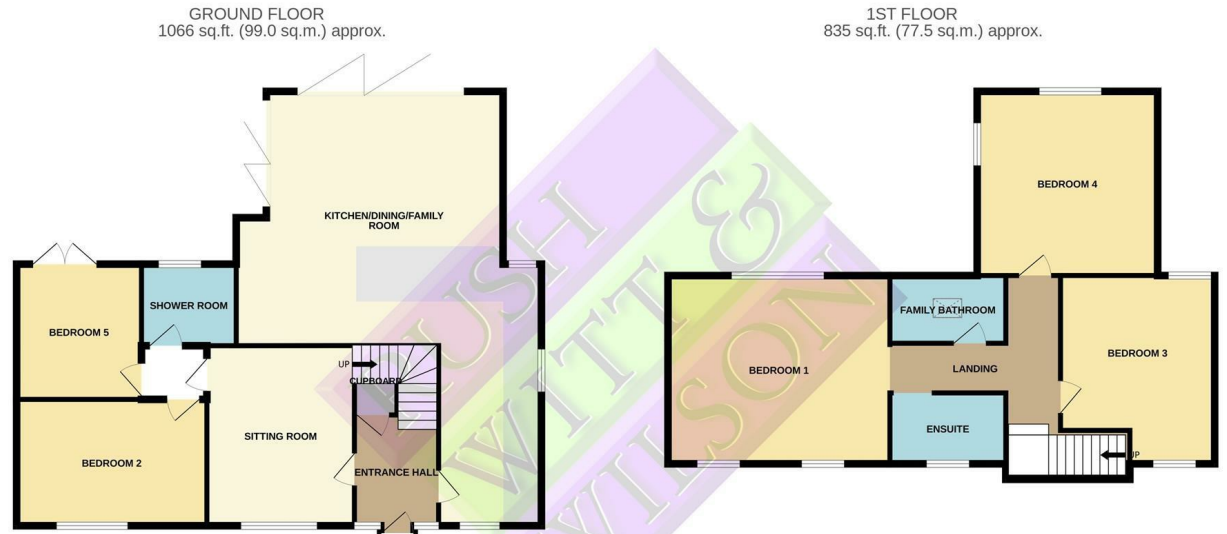 GROUND FLOOR
1066 sq.ft. (99.0 sq.m.) approx.
1ST FLOOR
835 sq.ft. (77.5 sq.m.) approx.
KITCHEN/DINING/FAMILY
ROOM
SHOWER ROOM
BEDROOM 5
UP
CUPBOARD
SITTING ROOM
BEDROOM 2
ENTRANCE HALL
BEDROOM 4
FAMILY BATHROOM
BEDROOM 3
BEDROOM 1
LANDING
ENSUITE
UP
RUSH
WITT &
WILSON